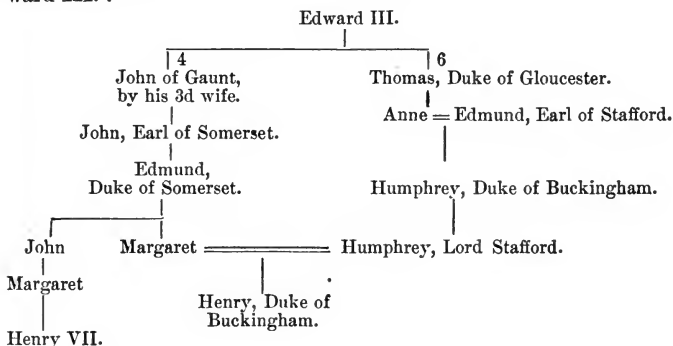 Edward III.
4 6
John of Gaunt, Thomas, Duke of Gloucester.
by his 3d wife.
Anne = Edmund, Earl of Stafford.
John, Earl of Somerset.
Edmund,
Duke of Somerset. Humphrey, Duke of Buckingham.
John Margaret = Humphrey, Lord Stafford.
Margaret
Henry, Duke of
Buckingham.
Henry VII.